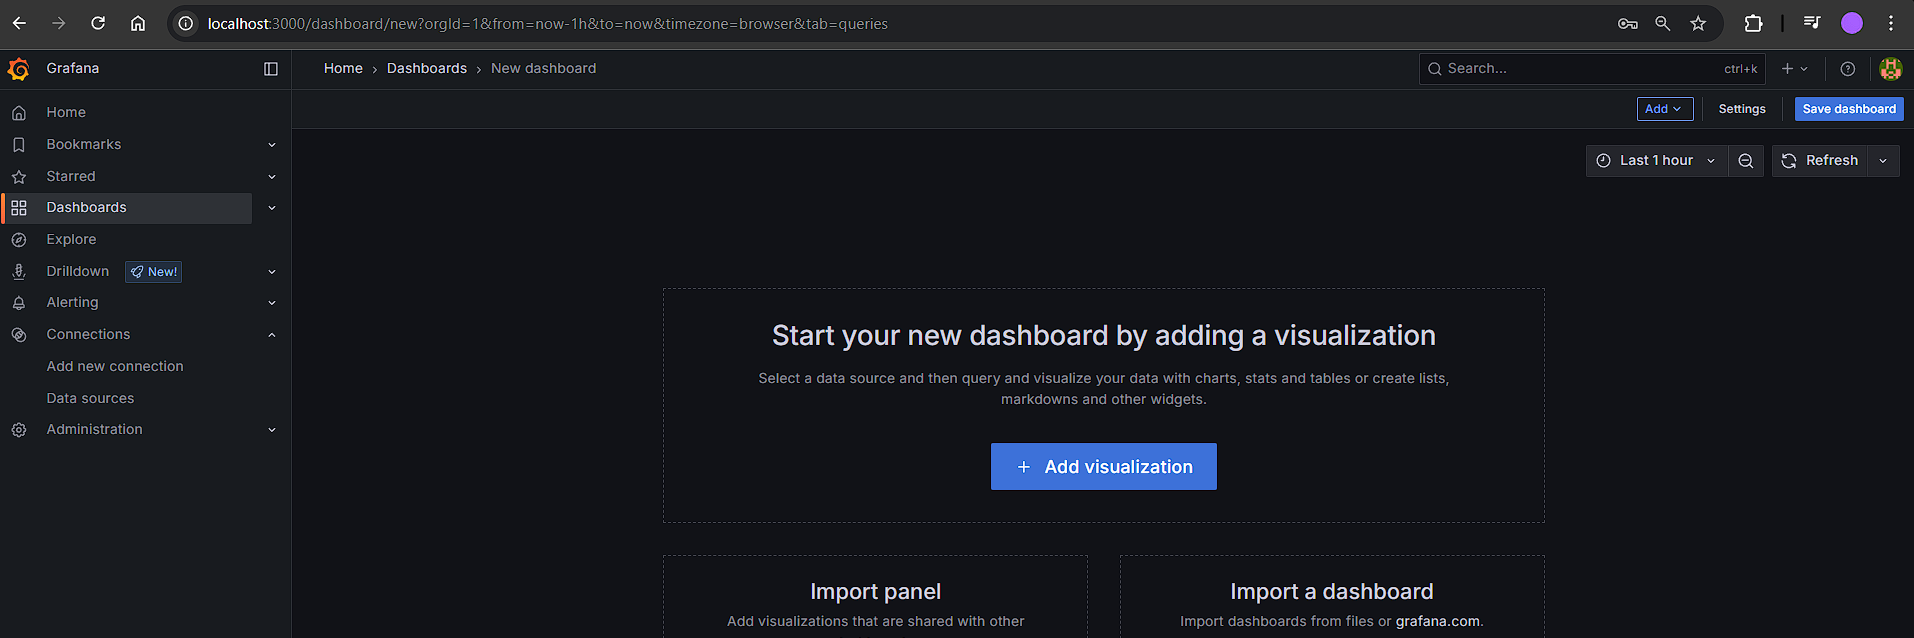 localhost:3000/dashboard/new?orgId=1&from=now-1h&to=now&timezone=browser&tab=queries
Grafana
Home › Dashboards › New dashboard
Search... ctrl+k
Add
Settings
Save dashboard
Last 1 hour
Refresh
Home
Bookmarks
Starred
Dashboards
Explore
Drilldown New!
Alerting
Connections
Add new connection
Data sources
Administration
Start your new dashboard by adding a visualization
Select a data source and then query and visualize your data with charts, stats and tables or create lists,
markdowns and other widgets.
+ Add visualization
Import panel
Add visualizations that are shared with other
Import a dashboard
Import dashboards from files or grafana.com.